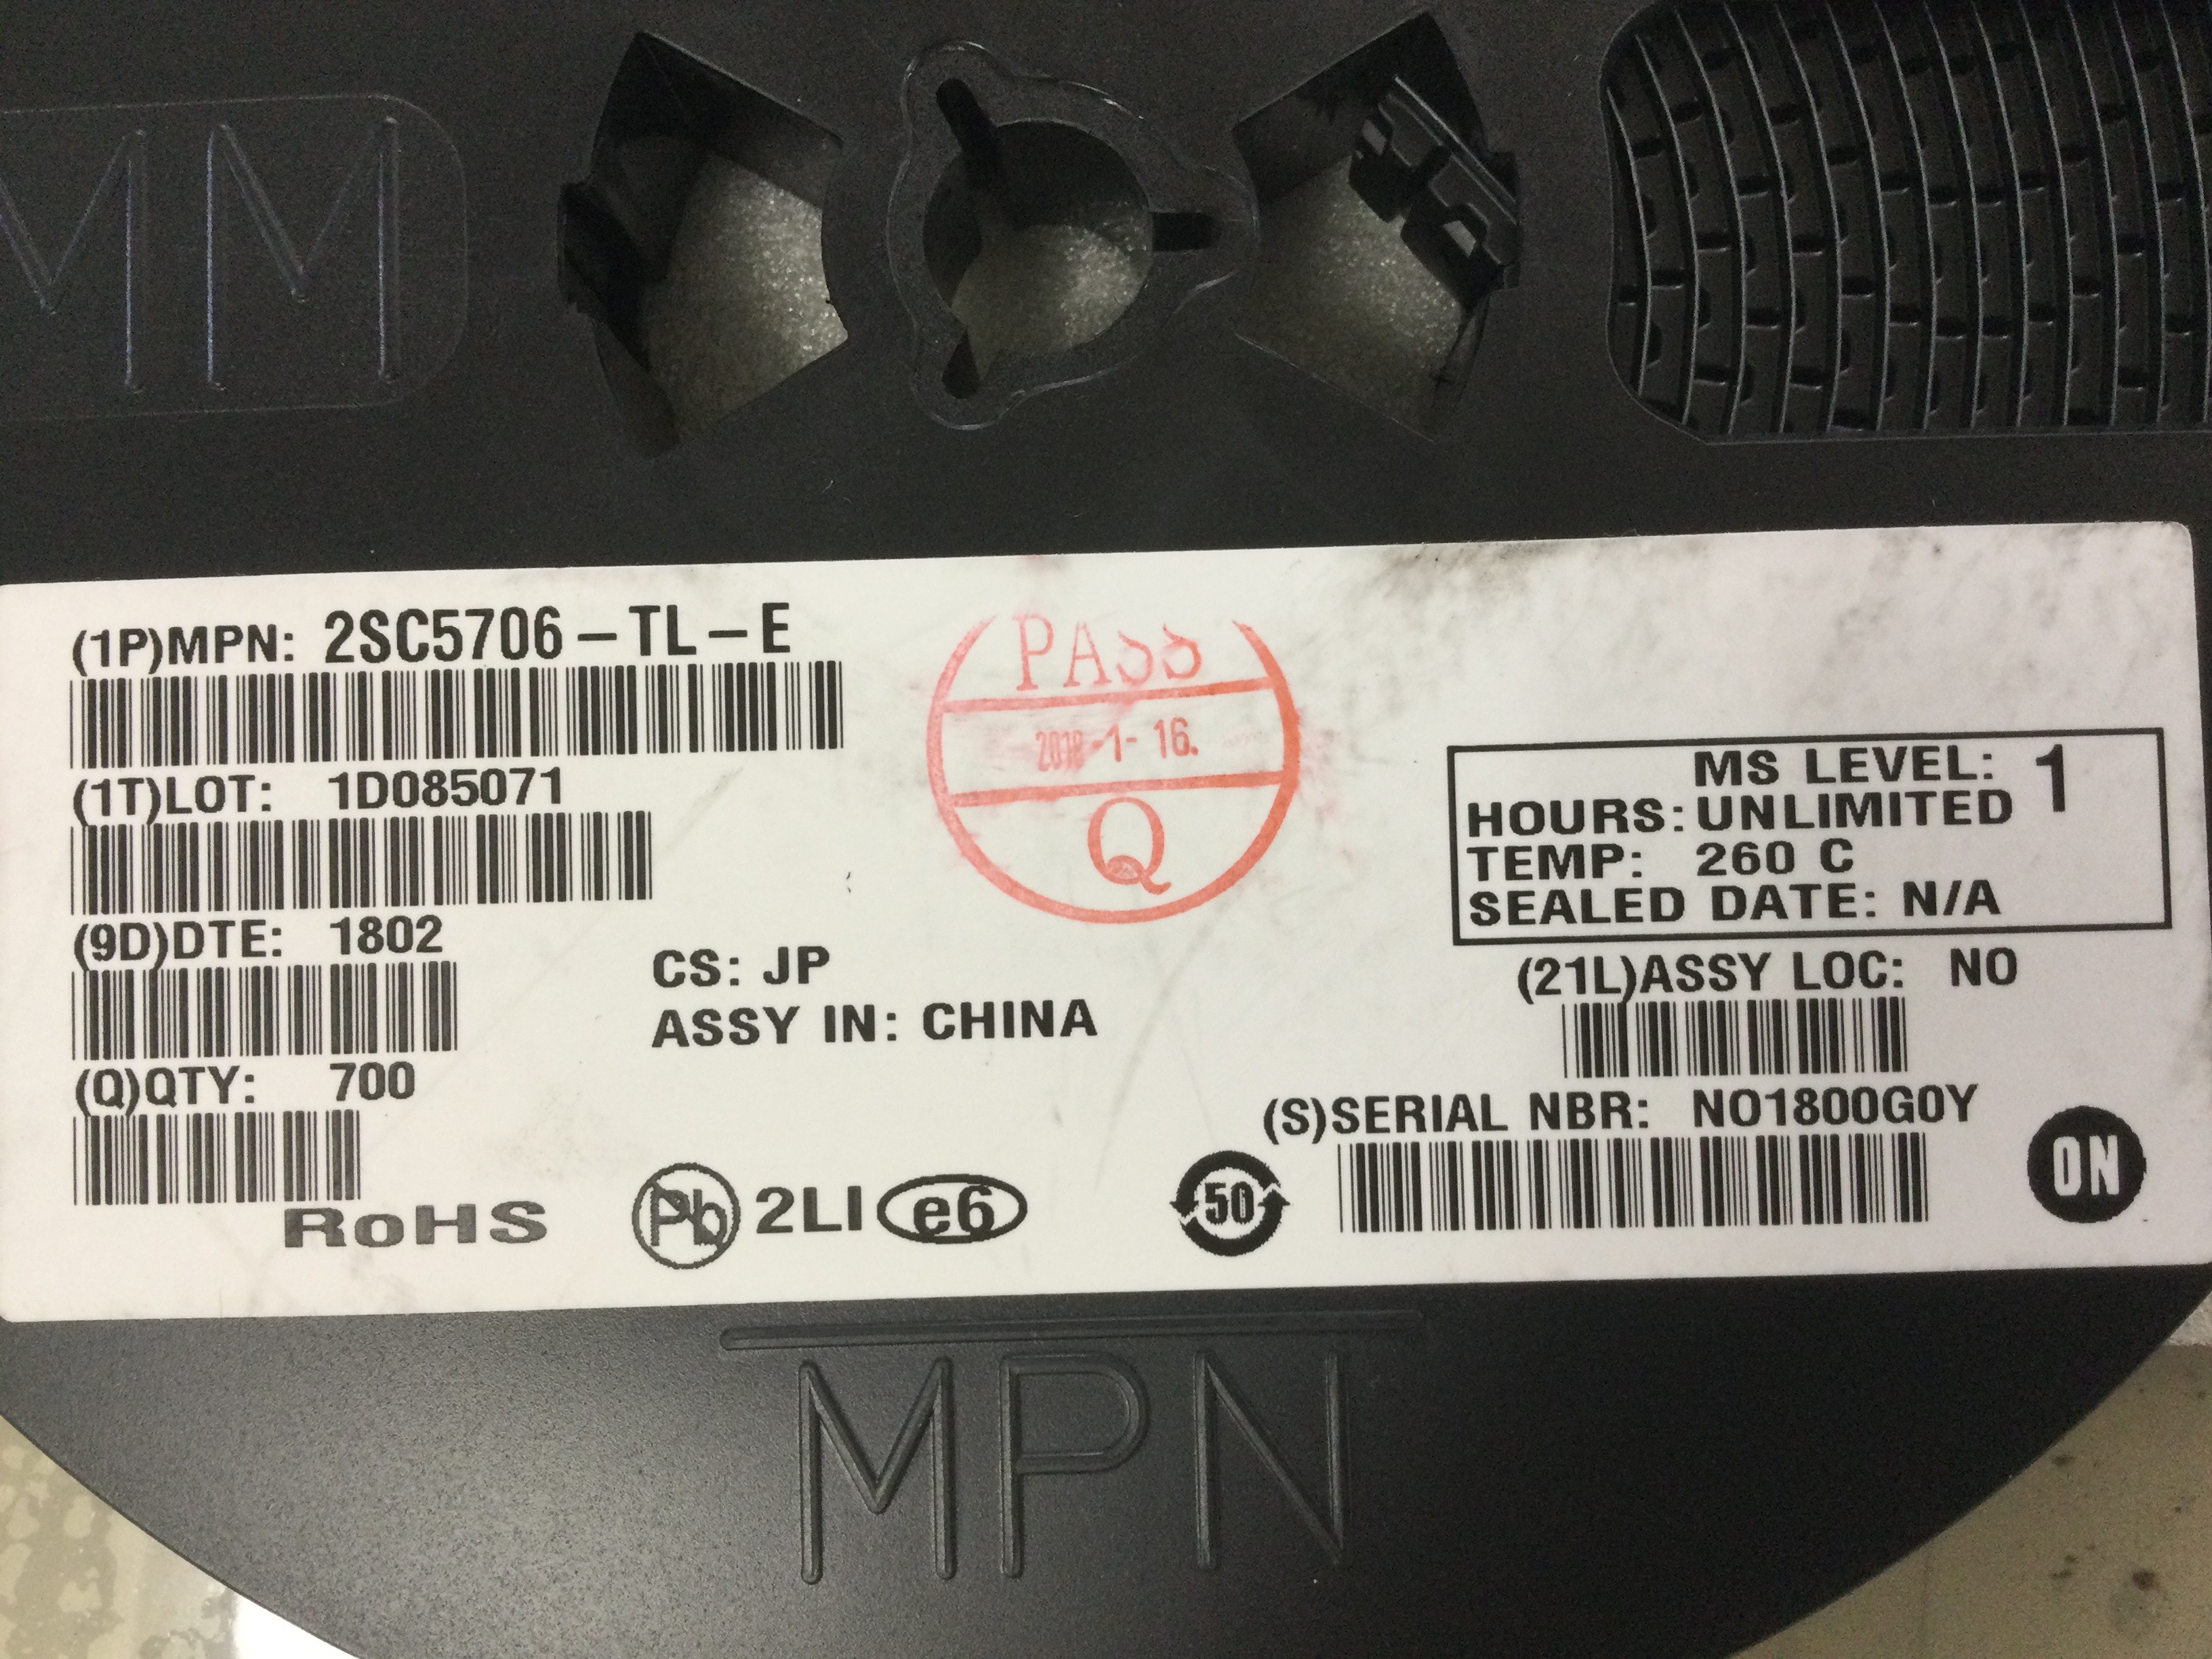 MM
(1P)MPN: 2SC5706-TL-E
PASS
2018-1-16.
Q
(1T)LOT: 1D085071
MS LEVEL: 1
HOURS: UNLIMITED
TEMP: 260 C
SEALED DATE: N/A
(9D)DTE: 1802
CS: JP
ASSY IN: CHINA
(21L)ASSY LOC: NO
(Q)QTY: 700
(S)SERIAL NBR: NO1800G0Y
RoHS Pb 2LI e6 50 ON
MPN